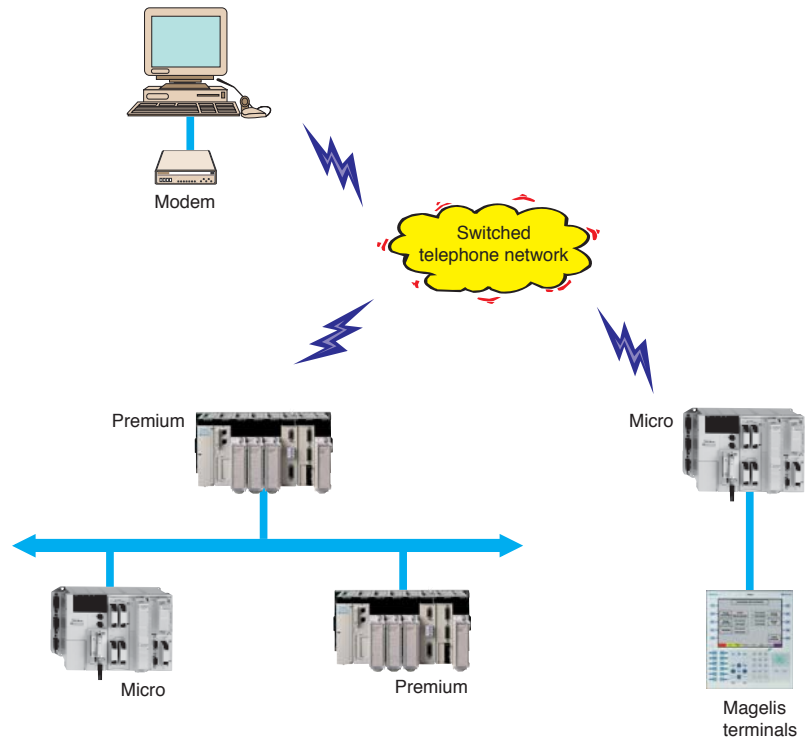 Modem
Switched
telephone network
Premium
Micro
Micro
Premium
Magelis
terminals